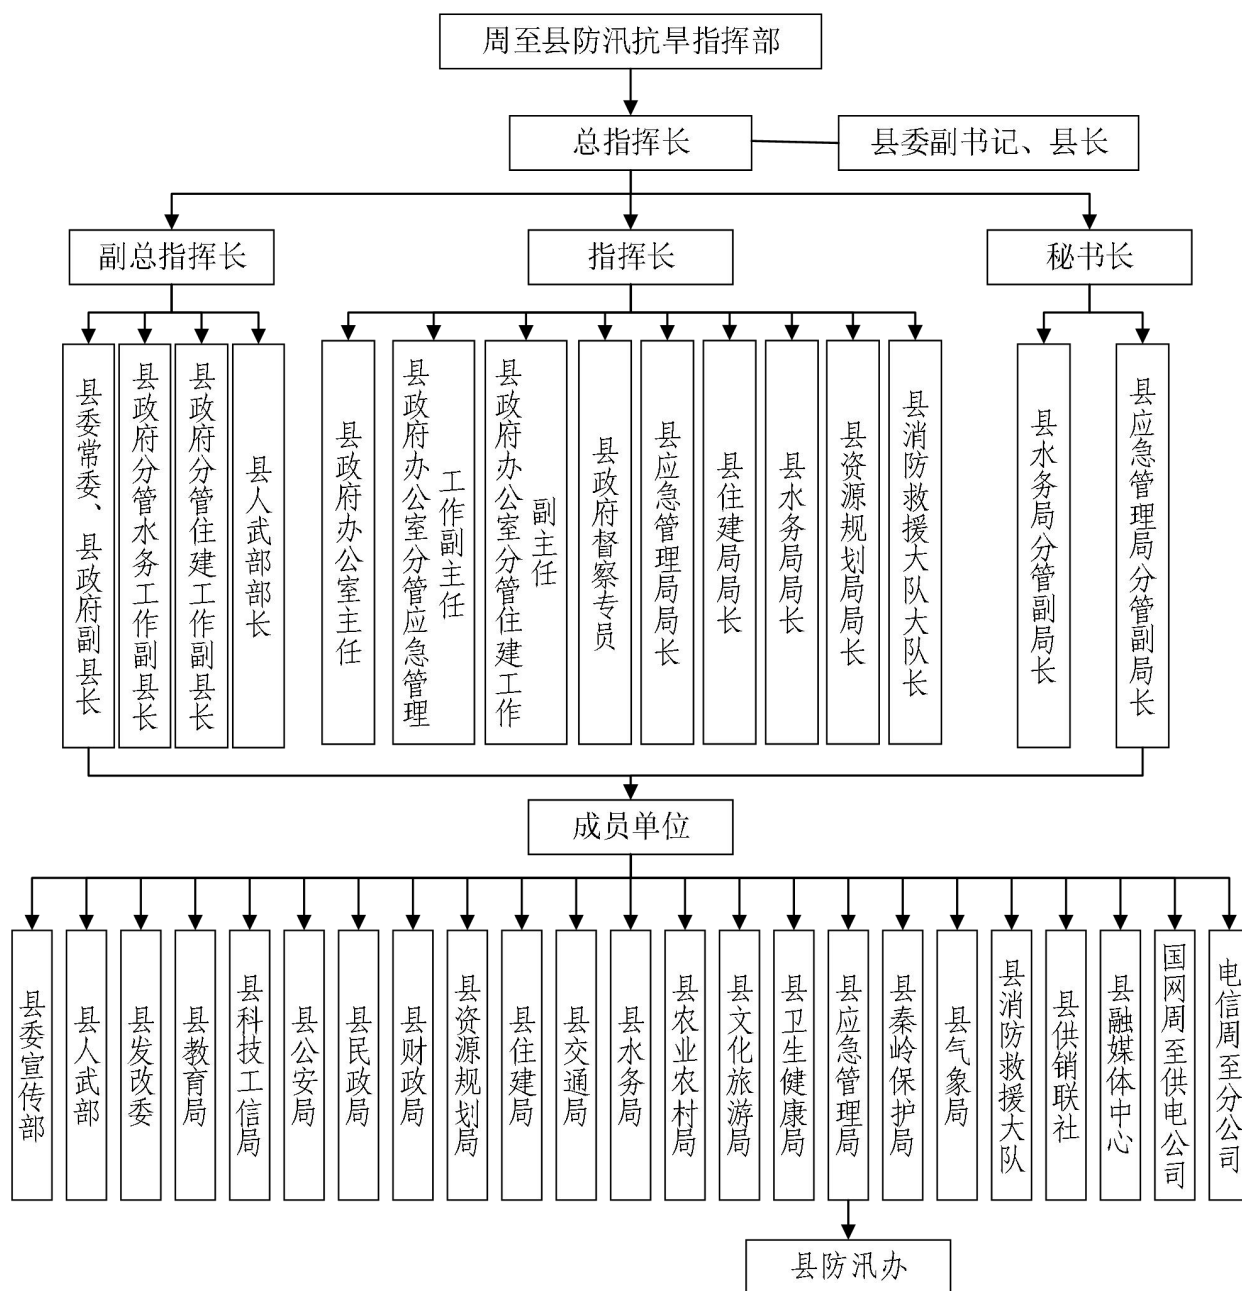 周至县防汛抗旱指挥部
总指挥长
县委副书记、县长
副总指挥长
指挥长
秘书长
县委常委、县政府副县长
县政府分管水务工作副县长
县政府分管住建工作副县长
县人武部部长
县政府办公室主任
县政府办公室分管应急管理
工作副主任
县政府办公室分管住建工作
副主任
县政府督察专员
县应急管理局局长
县住建局局长
县水务局局长
县资源规划局局长
县消防救援大队大队长
县水务局分管副局长
县应急管理局分管副局长
成员单位
县委宣传部
县人武部
县发改委
县教育局
县科技工信局
县公安局
县民政局
县财政局
县资源规划局
县住建局
县交通局
县水务局
县农业农村局
县文化旅游局
县卫生健康局
县应急管理局
县秦岭保护局
县气象局
县消防救援大队
县供销联社
县融媒体中心
国网周至供电公司
电信周至分公司
县防汛办